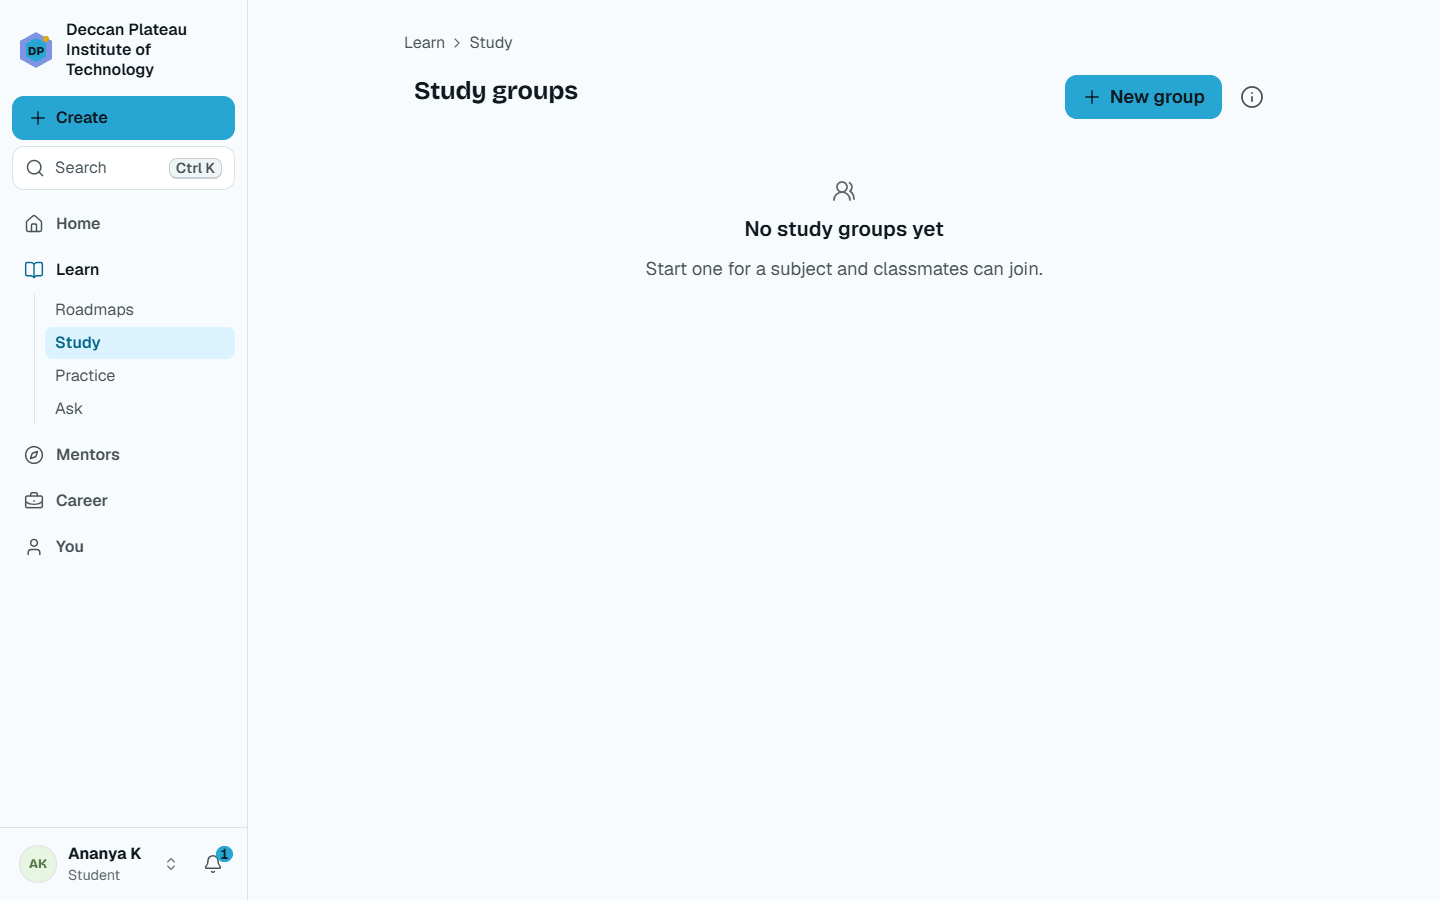 DP
Deccan Plateau
Institute of
Technology
Create
Search
Ctrl K
Home
Learn
Roadmaps
Study
Practice
Ask
Mentors
Career
You
AK
Ananya K
Student
1
Learn > Study
Study groups
New group
No study groups yet
Start one for a subject and classmates can join.